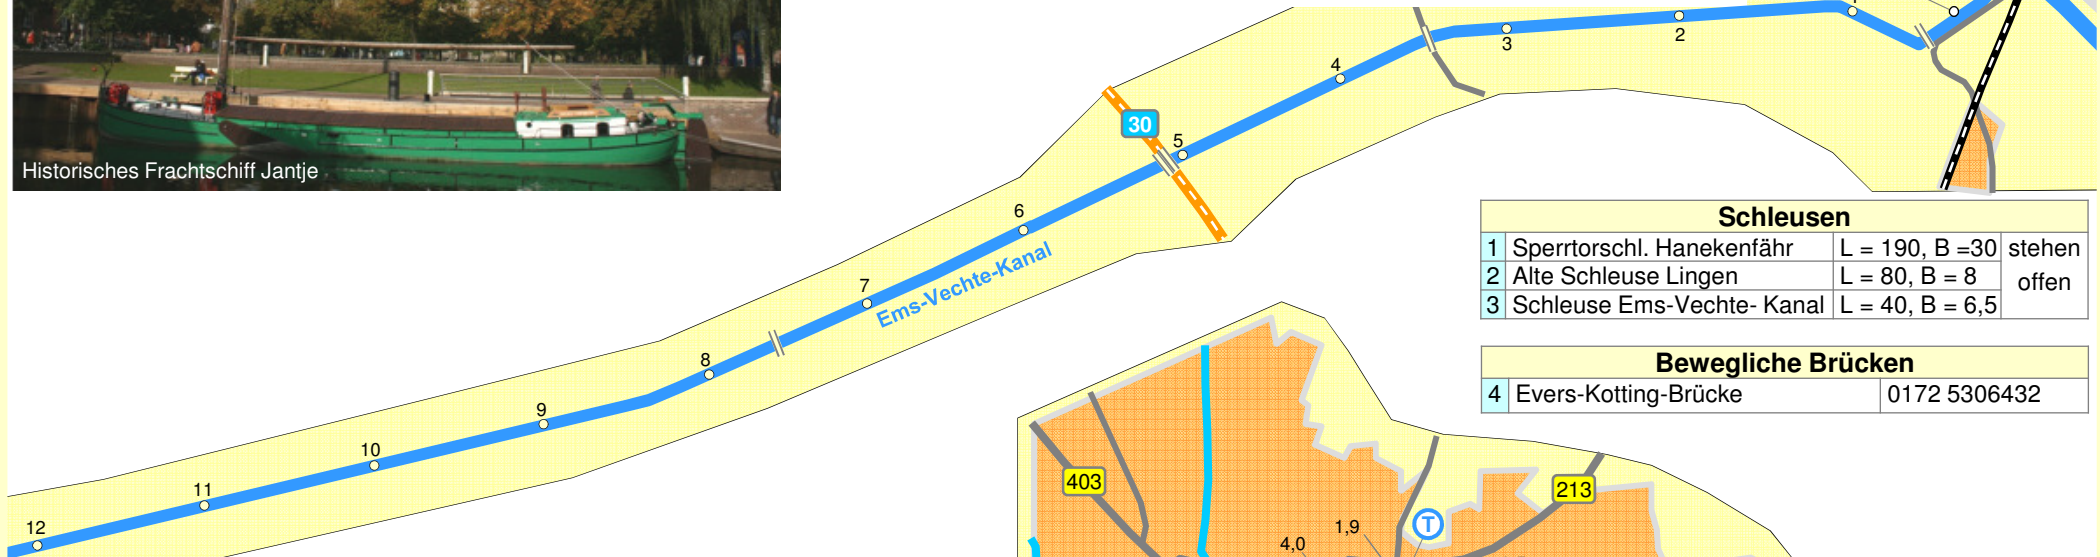 Historisches Frachtschiff Jantje
2
3
4
30
5
6
7
Ems-Vechte-Kanal
8
9
10
11
12
Schleusen
1 Sperrtorschl. Hanekenfähr L = 190, B =30 stehen
2 Alte Schleuse Lingen L = 80, B = 8 offen
3 Schleuse Ems-Vechte- Kanal L = 40, B = 6,5
Bewegliche Brücken
4 Evers-Kotting-Brücke 0172 5306432
403
213
T
1,9
4,0